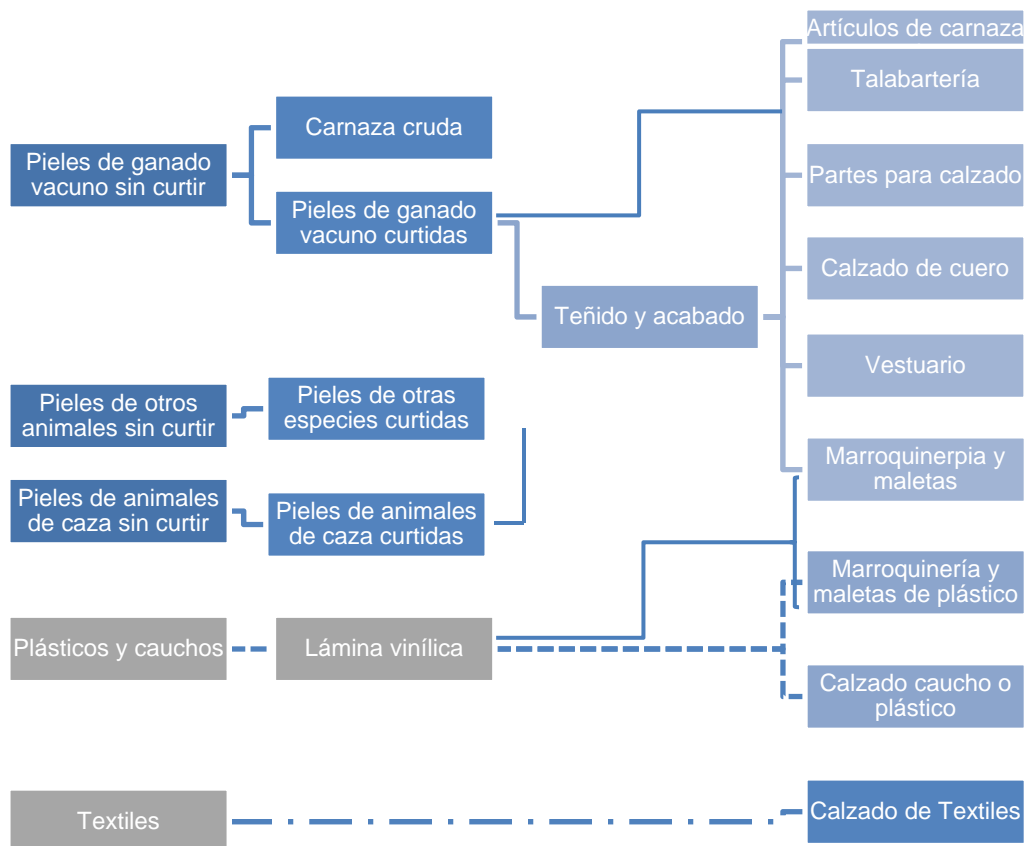 Pieles de ganado
vacuno sin curtir
Pieles de otros
animales sin curtir
Pieles de animales
de caza sin curtir
Plásticos y cauchos
Textiles
Carnaza cruda
Pieles de ganado
vacuno curtidas
Pieles de otras
especies curtidas
Pieles de animales
de caza curtidas
Lámina vinílica
Teñido y acabado
Artículos de carnaza
Talabartería
Partes para calzado
Calzado de cuero
Vestuario
Marroquinerpia y
maletas
Marroquinería y
maletas de plástico
Calzado caucho o
plástico
Calzado de Textiles